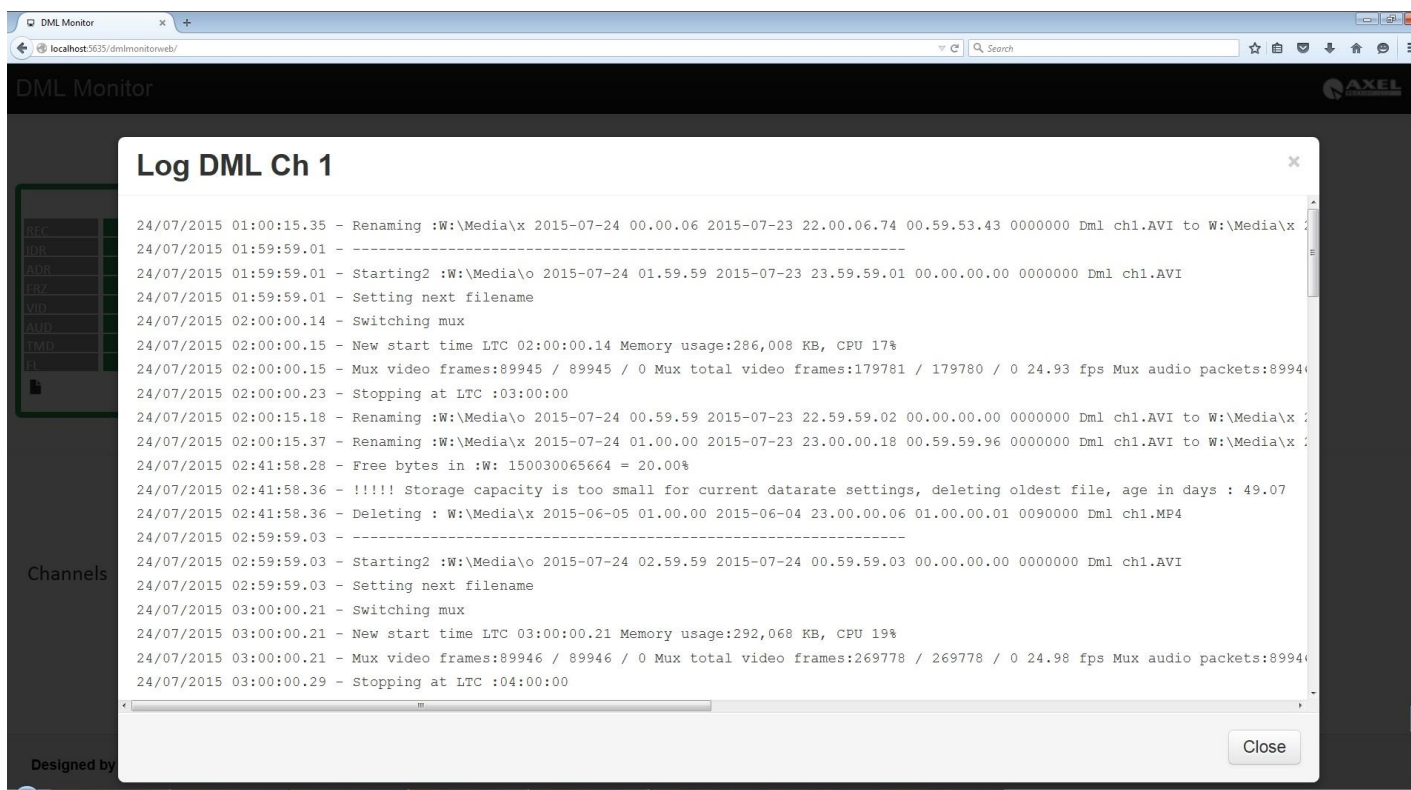 DML Monitor
localhost:5635/dmlmonitorweb/
Search
DML Monitor
AXEL
Log DML Ch 1
24/07/2015 01:00:15.35 - Renaming :W:\Media\x 2015-07-24 00.00.06 2015-07-23 22.00.06.74 00.59.53.43 0000000 Dml ch1.AVI to W:\Media\x
24/07/2015 01:59:59.01 - ----------------------------------------------------------------
24/07/2015 01:59:59.01 - Starting2 :W:\Media\o 2015-07-24 01.59.59 2015-07-23 23.59.59.01 00.00.00.00 0000000 Dml ch1.AVI
24/07/2015 01:59:59.01 - Setting next filename
24/07/2015 02:00:00.14 - Switching mux
24/07/2015 02:00:00.15 - New start time LTC 02:00:00.14 Memory usage:286,008 KB, CPU 17%
24/07/2015 02:00:00.15 - Mux video frames:89945 / 89945 / 0 Mux total video frames:179781 / 179780 / 0 24.93 fps Mux audio packets:8994
24/07/2015 02:00:00.23 - Stopping at LTC :03:00:00
24/07/2015 02:00:15.18 - Renaming :W:\Media\o 2015-07-24 00.59.59 2015-07-23 22.59.59.02 00.00.00.00 0000000 Dml ch1.AVI to W:\Media\x
24/07/2015 02:00:15.37 - Renaming :W:\Media\x 2015-07-24 01.00.00 2015-07-23 23.00.00.18 00.59.59.96 0000000 Dml ch1.AVI to W:\Media\x
24/07/2015 02:41:58.28 - Free bytes in :W: 150030065664 = 20.00%
24/07/2015 02:41:58.36 - !!!!! Storage capacity is too small for current datarate settings, deleting oldest file, age in days : 49.07
24/07/2015 02:41:58.36 - Deleting : W:\Media\x 2015-06-05 01.00.00 2015-06-04 23.00.00.06 01.00.00.01 0090000 Dml ch1.MP4
24/07/2015 02:59:59.03 - ----------------------------------------------------------------
24/07/2015 02:59:59.03 - Starting2 :W:\Media\o 2015-07-24 02.59.59 2015-07-24 00.59.59.03 00.00.00.00 0000000 Dml ch1.AVI
24/07/2015 02:59:59.03 - Setting next filename
24/07/2015 03:00:00.21 - Switching mux
24/07/2015 03:00:00.21 - New start time LTC 03:00:00.21 Memory usage:292,068 KB, CPU 19%
24/07/2015 03:00:00.21 - Mux video frames:89946 / 89946 / 0 Mux total video frames:269778 / 269778 / 0 24.98 fps Mux audio packets:8994
24/07/2015 03:00:00.29 - Stopping at LTC :04:00:00
REC
IDR
ADR
FRZ
VID
AUD
TMD
FL
Channels
Close
Designed by